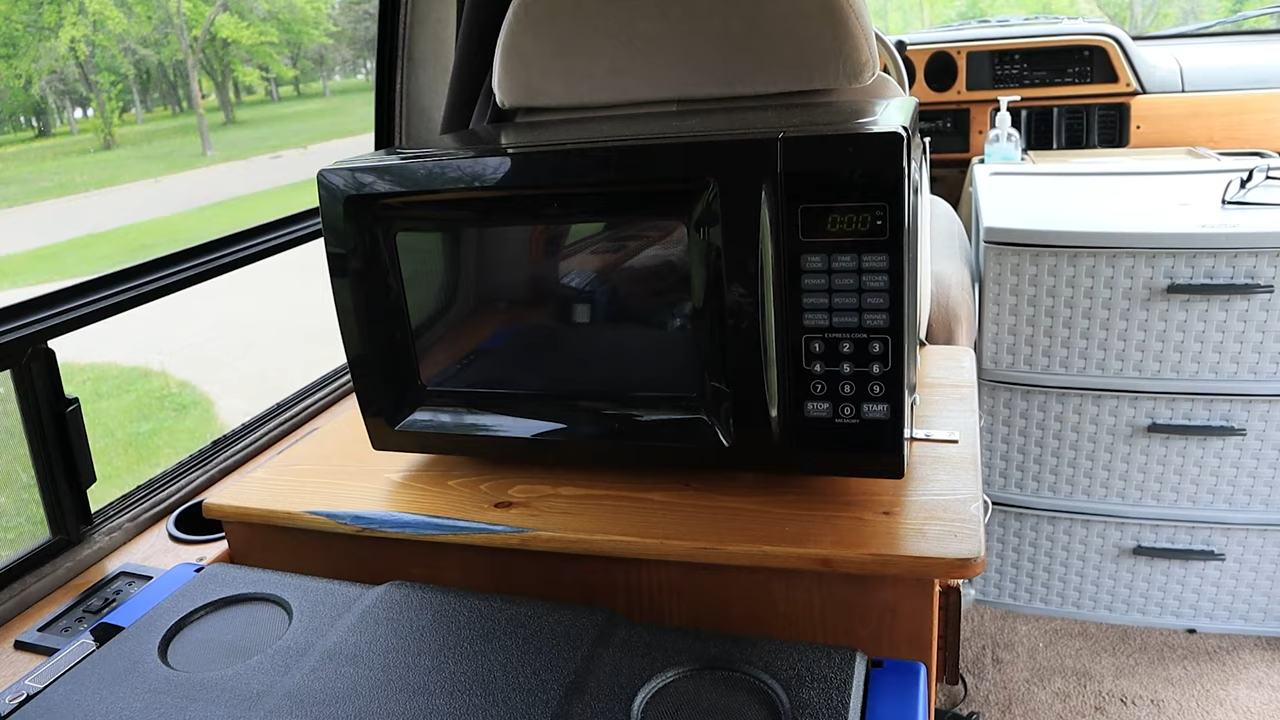 0:00
TIME COOK
TIME DEFROST
WEIGHT DEFROST
POWER
CLOCK
KITCHEN TIMER
POPCORN
POTATO
PIZZA
FROZEN VEGETABLE
BEVERAGE
DINNER PLATE
EXPRESS COOK
1 2 3
4 5 6
7 8 9
STOP
0
START
MEMORY